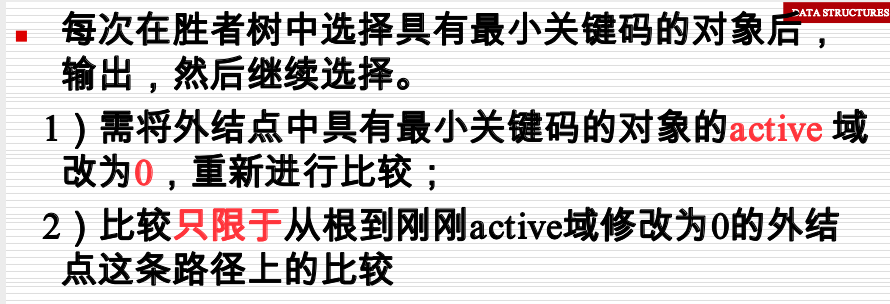 DATA STRUCTURES
每次在胜者树中选择具有最小关键码的对象后，
输出，然后继续选择。
1）需将外结点中具有最小关键码的对象的active 域
改为0，重新进行比较；
2）比较只限于从根到刚刚active域修改为0的外结
点这条路径上的比较